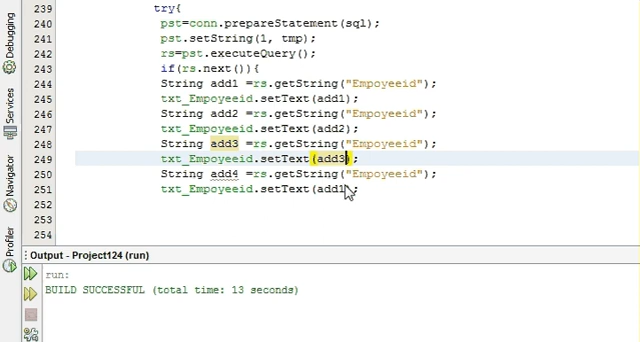 Debugging
Services
Navigator
Profiler
239 try{
240 pst=conn.prepareStatement(sql);
241 pst.setString(1, tmp);
242 rs=pst.executeQuery();
243 if(rs.next()){
244 String add1 =rs.getString("Empoyeeid");
245 txt_Empoyeeid.setText(add1);
246 String add2 =rs.getString("Empoyeeid");
247 txt_Empoyeeid.setText(add2);
248 String add3 =rs.getString("Empoyeeid");
249 txt_Empoyeeid.setText(add3);
250 String add4 =rs.getString("Empoyeeid");
251 txt_Empoyeeid.setText(add1;
252
253
254
Output - Project124 (run)
run:
BUILD SUCCESSFUL (total time: 13 seconds)